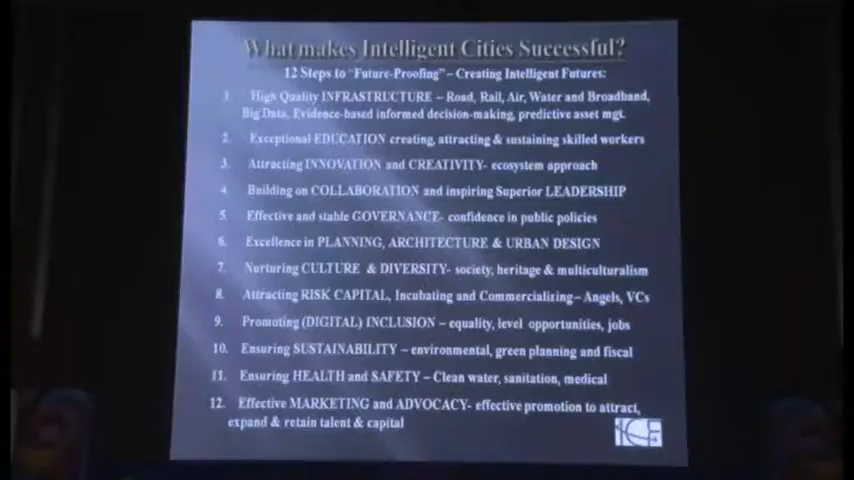 What makes Intelligent Cities Successful?
12 Steps to "Future-Proofing" – Creating Intelligent Futures:
1. High Quality INFRASTRUCTURE – Road, Rail, Air, Water and Broadband,
Big Data, Evidence-based informed decision-making, predictive asset mgt.
2. Exceptional EDUCATION creating, attracting & sustaining skilled workers
3. Attracting INNOVATION and CREATIVITY- ecosystem approach
4. Building on COLLABORATION and inspiring Superior LEADERSHIP
5. Effective and stable GOVERNANCE- confidence in public policies
6. Excellence in PLANNING, ARCHITECTURE & URBAN DESIGN
7. Nurturing CULTURE & DIVERSITY- society, heritage & multiculturalism
8. Attracting RISK CAPITAL, Incubating and Commercializing – Angels, VCs
9. Promoting (DIGITAL) INCLUSION – equality, level opportunities, jobs
10. Ensuring SUSTAINABILITY – environmental, green planning and fiscal
11. Ensuring HEALTH and SAFETY – Clean water, sanitation, medical
12. Effective MARKETING and ADVOCACY- effective promotion to attract,
expand & retain talent & capital
ICF